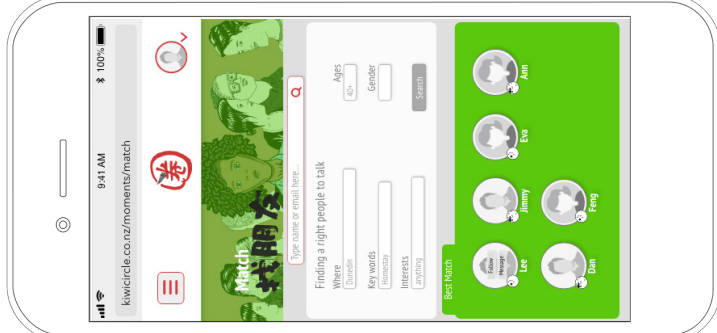 9:41 AM
100%
kiwicircle.co.nz/moments/match
Match
找朋友
Type name or email here...
Finding a right people to talk
Where
Ages
Dunedin
40+
Key words
Gender
Homestay
Interests
anything
Search
Best Match
Follow
Message
Lee
Jimmy
Eva
Ann
Dan
Feng